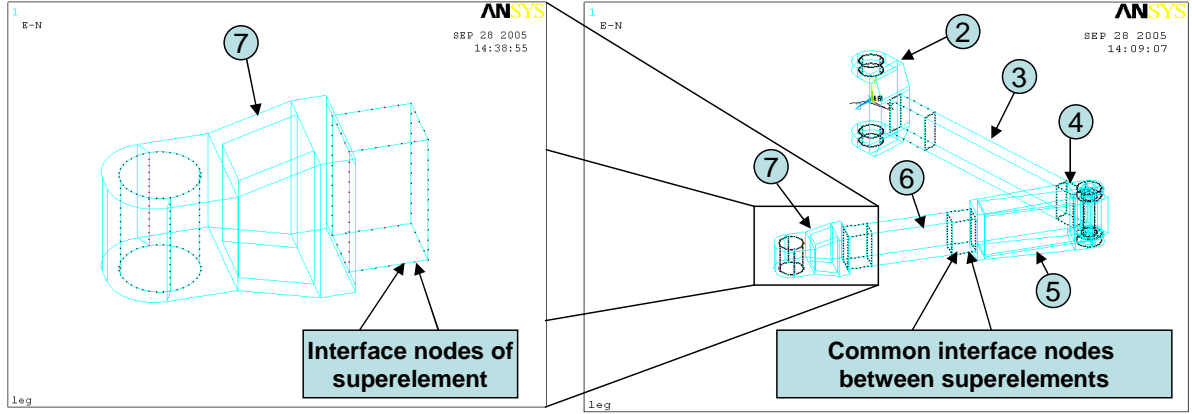 1
ANSYS
E-N
SEP 28 2005
14:38:55
7
Interface nodes of
superelement
leg
1
ANSYS
E-N
SEP 28 2005
14:09:07
2
3
4
7
6
5
Common interface nodes
between superelements
leg